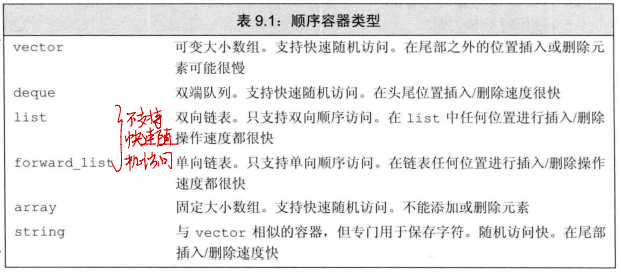 表 9.1：顺序容器类型
vector 可变大小数组。支持快速随机访问。在尾部之外的位置插入或删除元
素可能很慢
deque 双端队列。支持快速随机访问。在头尾位置插入/删除速度很快
list 双向链表。只支持双向顺序访问。在 list 中任何位置进行插入/删除
操作速度都很快
forward_list 单向链表。只支持单向顺序访问。在链表任何位置进行插入/删除操作
速度都很快
不支持
快速随
机访问
array 固定大小数组。支持快速随机访问。不能添加或删除元素
string 与 vector 相似的容器，但专门用于保存字符。随机访问快。在尾部
插入/删除速度快